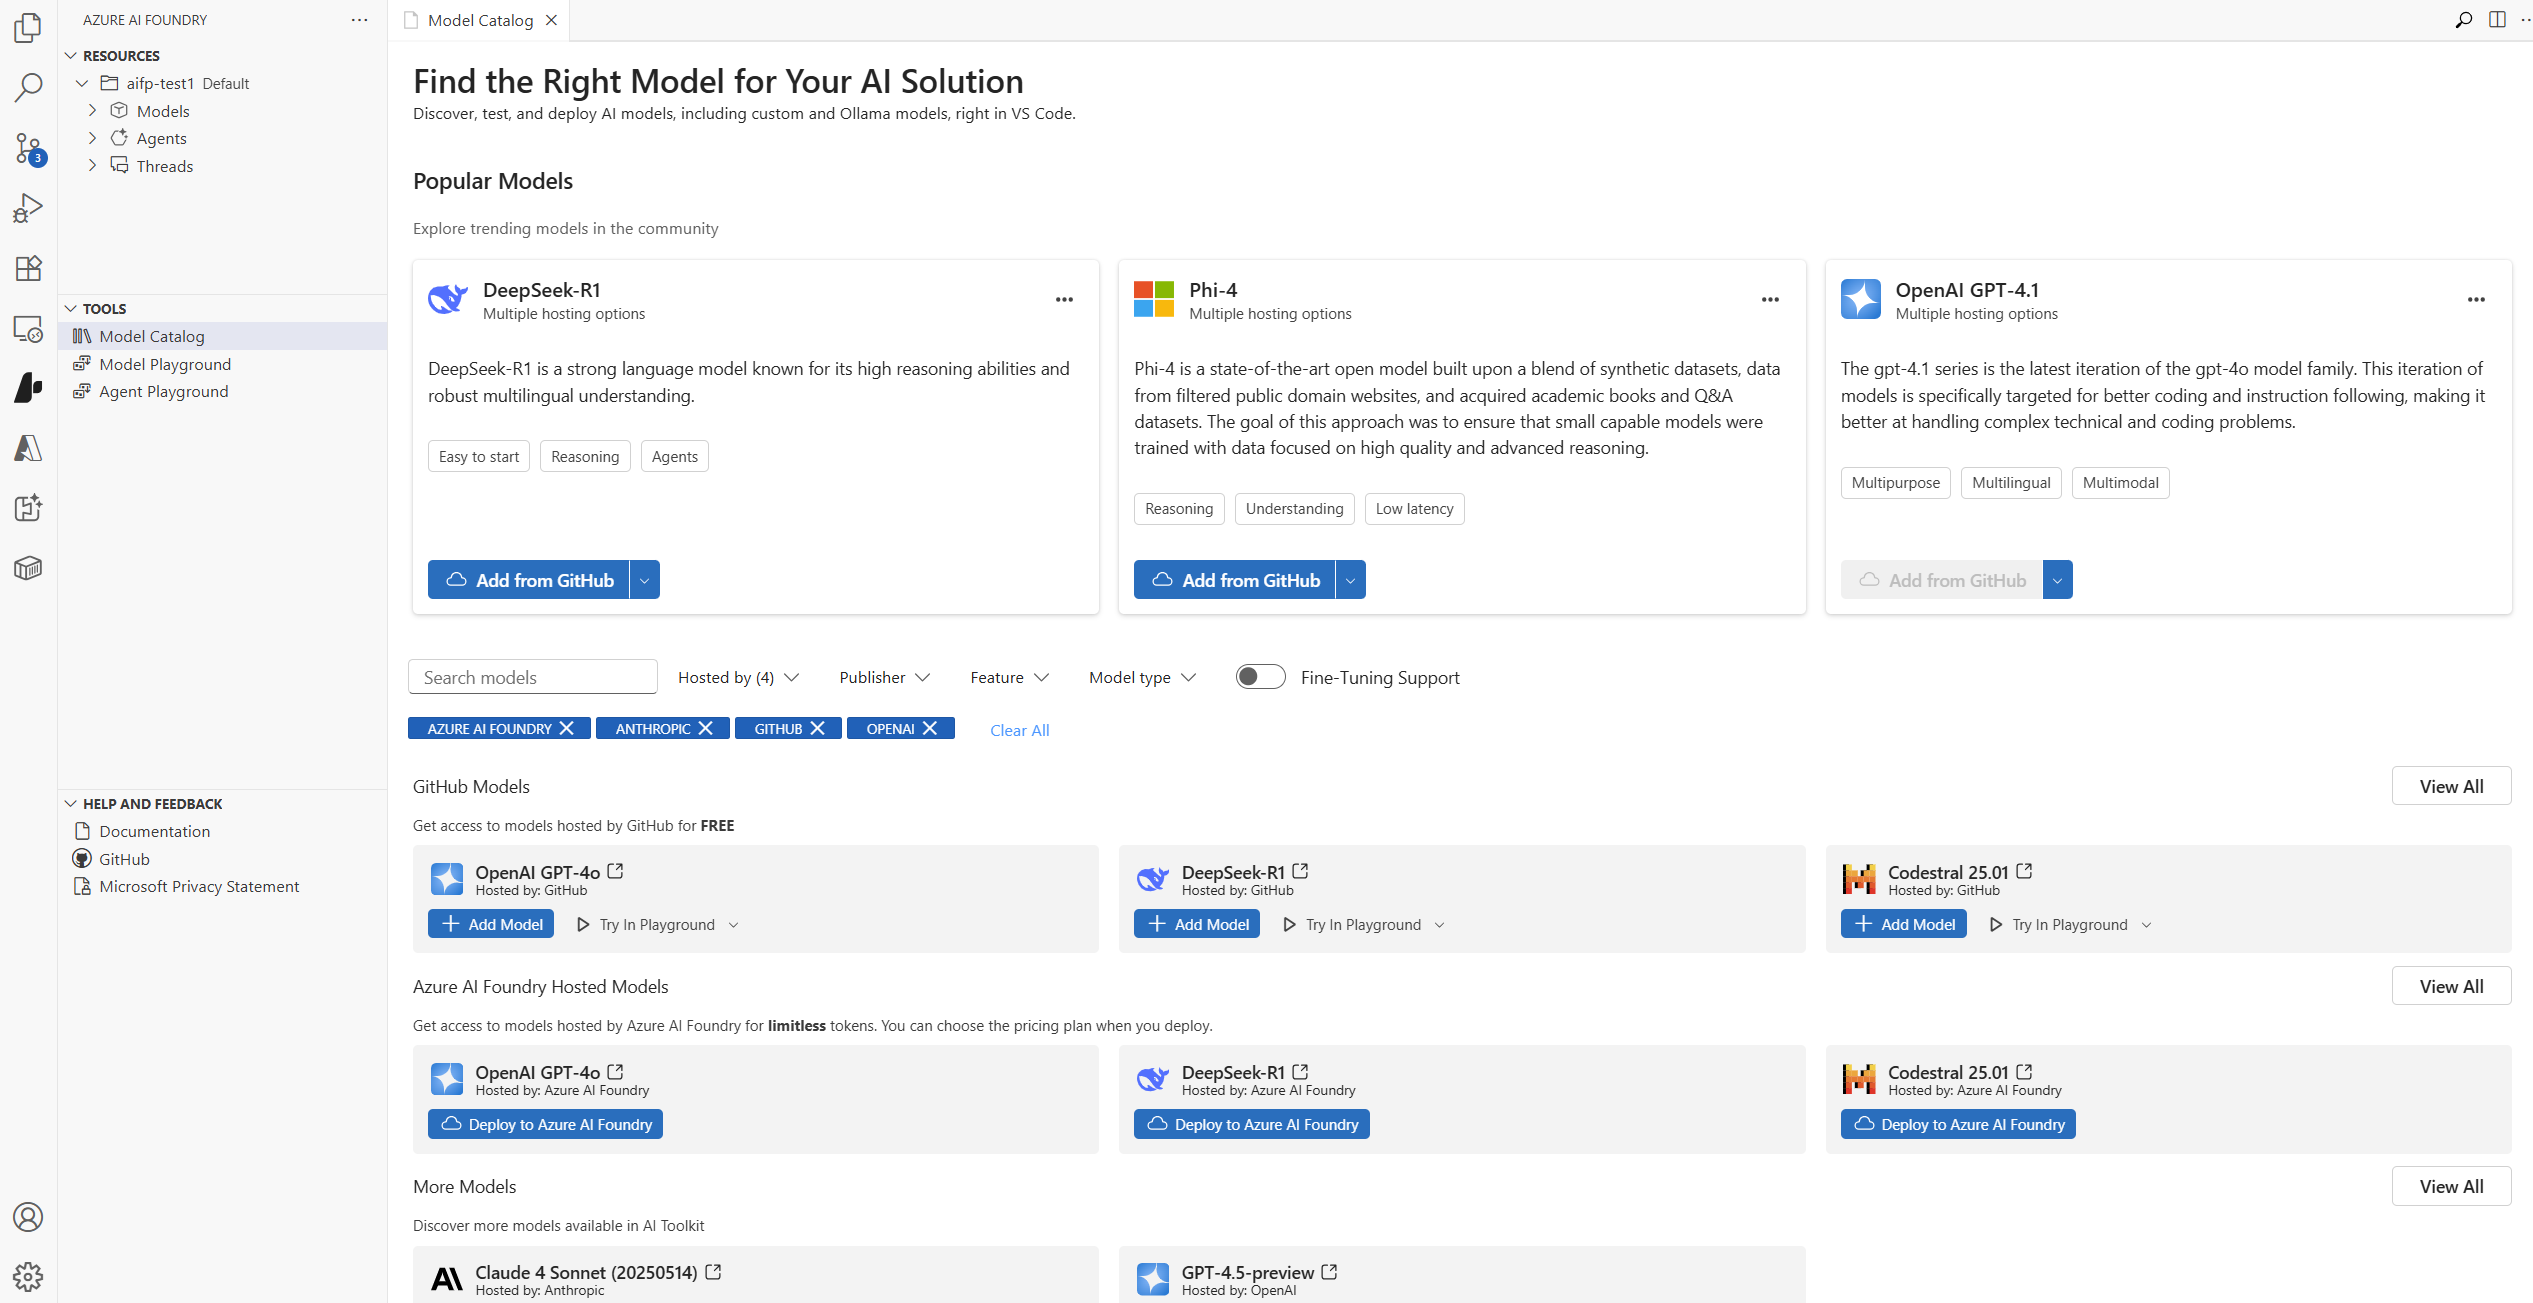 AZURE AI FOUNDRY
RESOURCES
aifp-test1 Default
Models
Agents
Threads
3
TOOLS
Model Catalog
Model Playground
Agent Playground
HELP AND FEEDBACK
Documentation
GitHub
Microsoft Privacy Statement
Model Catalog
Find the Right Model for Your AI Solution
Discover, test, and deploy AI models, including custom and Ollama models, right in VS Code.
Popular Models
Explore trending models in the community
DeepSeek-R1
Multiple hosting options
DeepSeek-R1 is a strong language model known for its high reasoning abilities and
robust multilingual understanding.
Easy to start Reasoning Agents
Add from GitHub
Phi-4
Multiple hosting options
Phi-4 is a state-of-the-art open model built upon a blend of synthetic datasets, data
from filtered public domain websites, and acquired academic books and Q&A
datasets. The goal of this approach was to ensure that small capable models were
trained with data focused on high quality and advanced reasoning.
Reasoning Understanding Low latency
Add from GitHub
OpenAI GPT-4.1
Multiple hosting options
The gpt-4.1 series is the latest iteration of the gpt-4o model family. This iteration of
models is specifically targeted for better coding and instruction following, making it
better at handling complex technical and coding problems.
Multipurpose Multilingual Multimodal
Add from GitHub
Search models Hosted by (4) Publisher Feature Model type Fine-Tuning Support
AZURE AI FOUNDRY ANTHROPIC GITHUB OPENAI Clear All
GitHub Models View All
Get access to models hosted by GitHub for FREE
OpenAI GPT-4o
Hosted by: GitHub
Add Model Try In Playground
DeepSeek-R1
Hosted by: GitHub
Add Model Try In Playground
Codestral 25.01
Hosted by: GitHub
Add Model Try In Playground
Azure AI Foundry Hosted Models View All
Get access to models hosted by Azure AI Foundry for limitless tokens. You can choose the pricing plan when you deploy.
OpenAI GPT-4o
Hosted by: Azure AI Foundry
Deploy to Azure AI Foundry
DeepSeek-R1
Hosted by: Azure AI Foundry
Deploy to Azure AI Foundry
Codestral 25.01
Hosted by: Azure AI Foundry
Deploy to Azure AI Foundry
More Models View All
Discover more models available in AI Toolkit
Claude 4 Sonnet (20250514)
Hosted by: Anthropic
GPT-4.5-preview
Hosted by: OpenAI